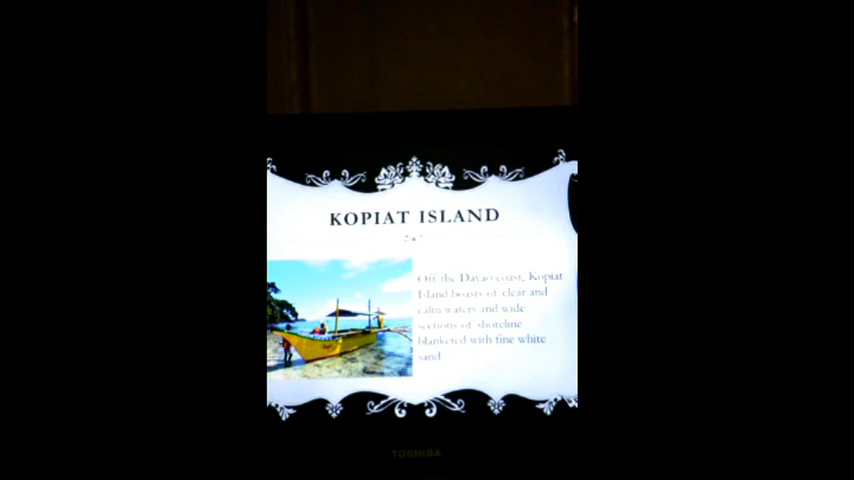 KOPIAT ISLAND
Off the Davao coast, Kopiat
Island boasts of clear and
calm waters and wide
sections of shoreline
blanketed with fine white
sand
TOSHIBA